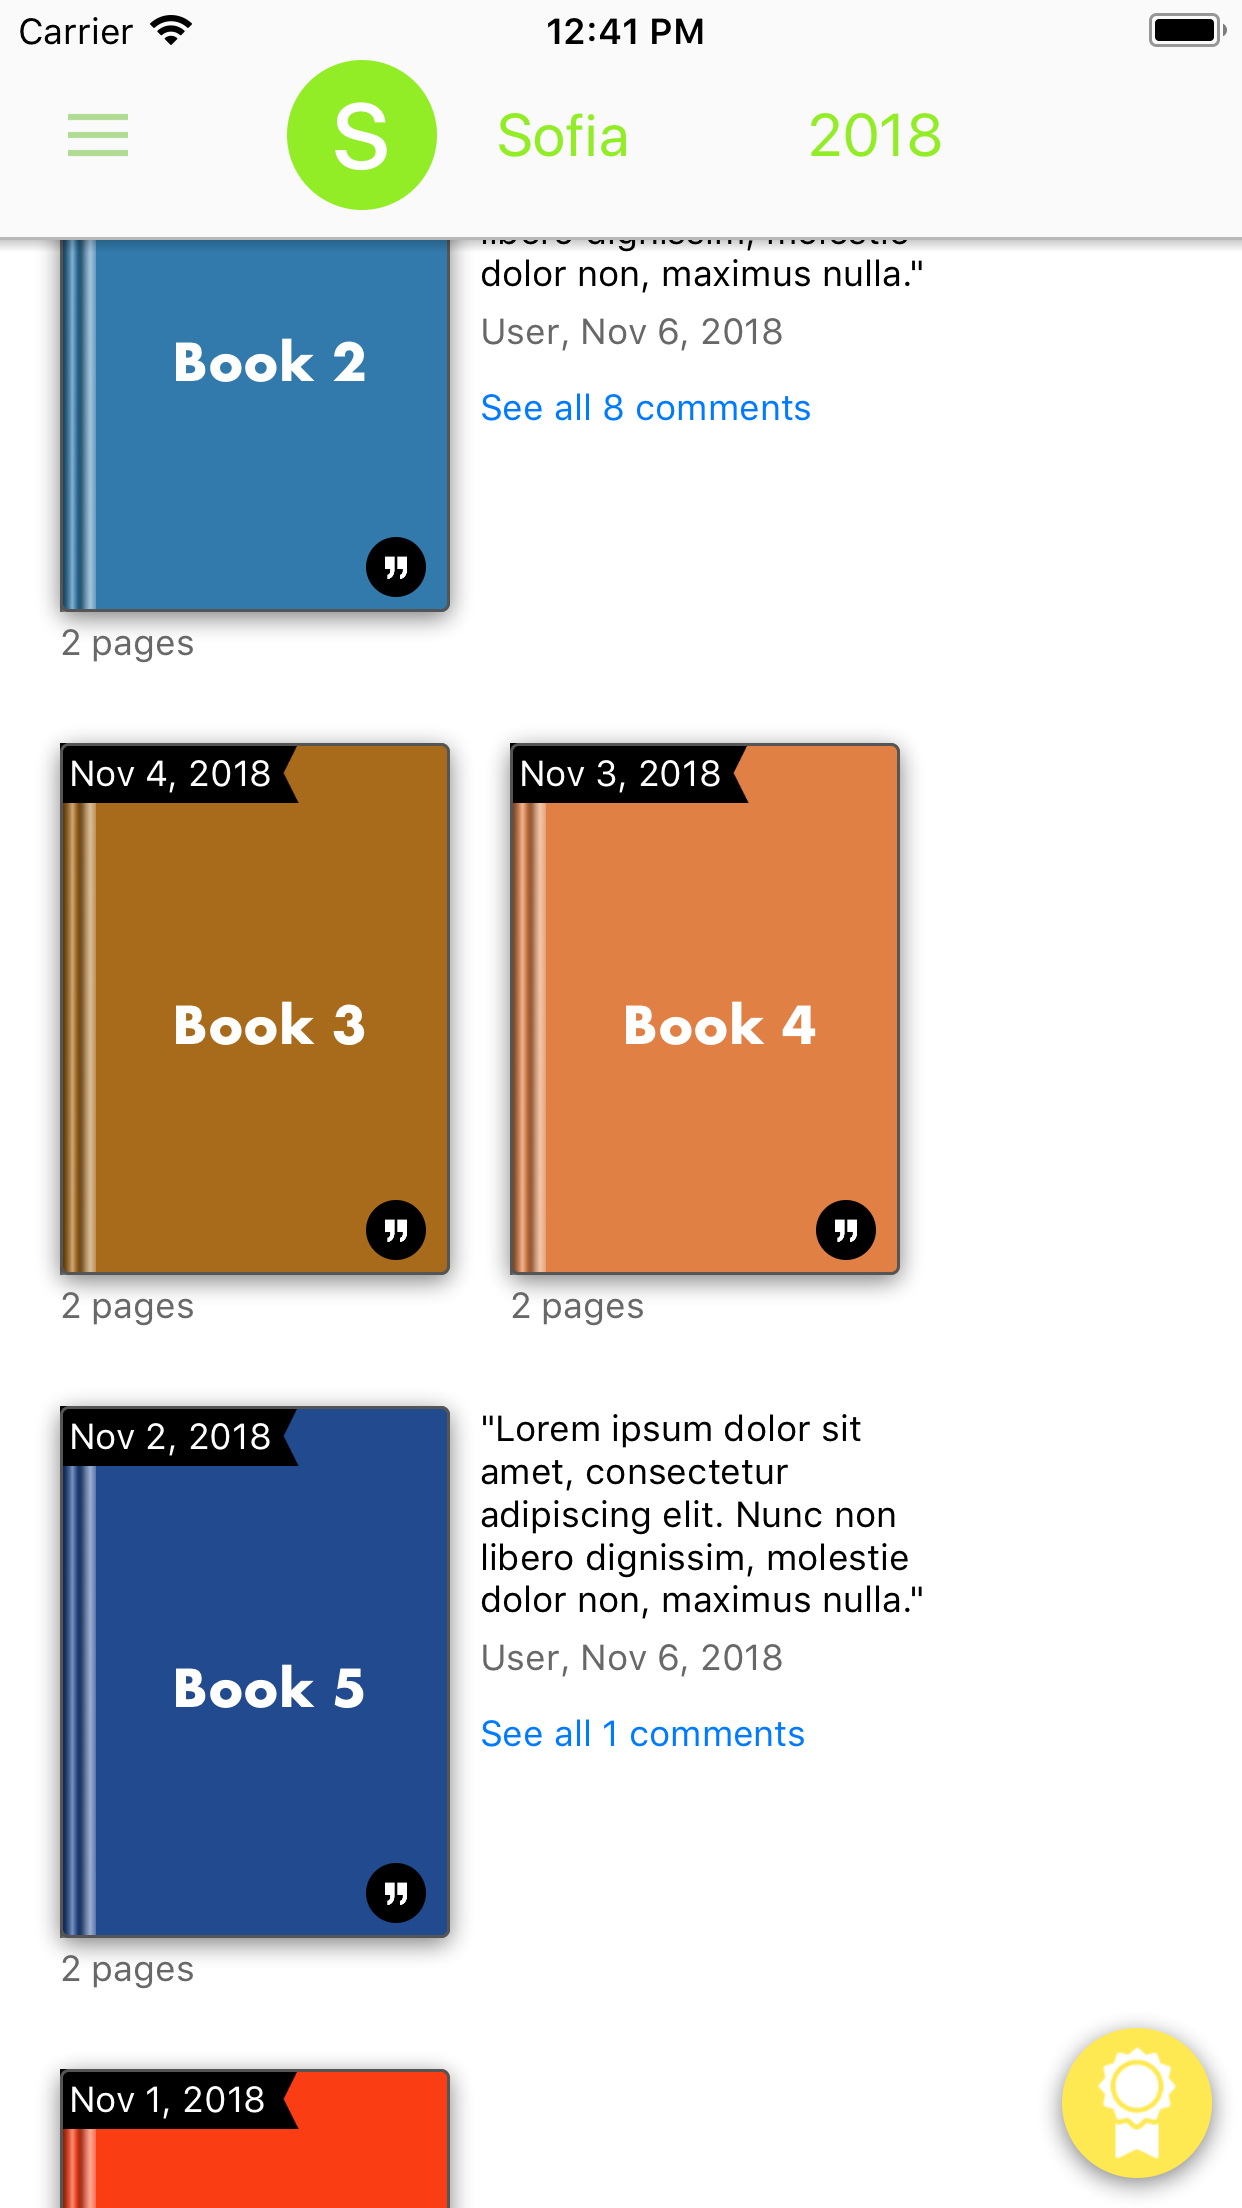 Carrier 12:41 PM
S Sofia 2018
libero dignissim, molestie
dolor non, maximus nulla."
User, Nov 6, 2018
See all 8 comments
Book 2
2 pages
Nov 4, 2018
Book 3
2 pages
Nov 3, 2018
Book 4
2 pages
Nov 2, 2018
Book 5
2 pages
"Lorem ipsum dolor sit
amet, consectetur
adipiscing elit. Nunc non
libero dignissim, molestie
dolor non, maximus nulla."
User, Nov 6, 2018
See all 1 comments
Nov 1, 2018